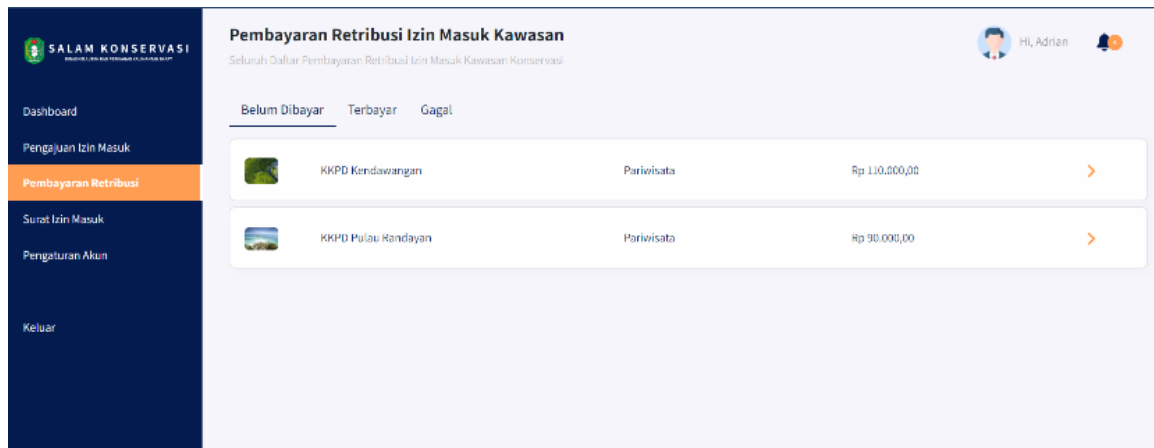 SALAM KONSERVASI
Dashboard
Pengajuan Izin Masuk
Pembayaran Retribusi
Surat Izin Masuk
Pengaturan Akun
Keluar
Pembayaran Retribusi Izin Masuk Kawasan
Seluruh Daftar Pembayaran Retribusi Izin Masuk Kawasan Konservasi
Hi, Adrian
Belum Dibayar Terbayar Gagal
KKPD Kendawangan Pariwisata Rp 110.000,00
KKPD Pulau Randayan Pariwisata Rp 90.000,00